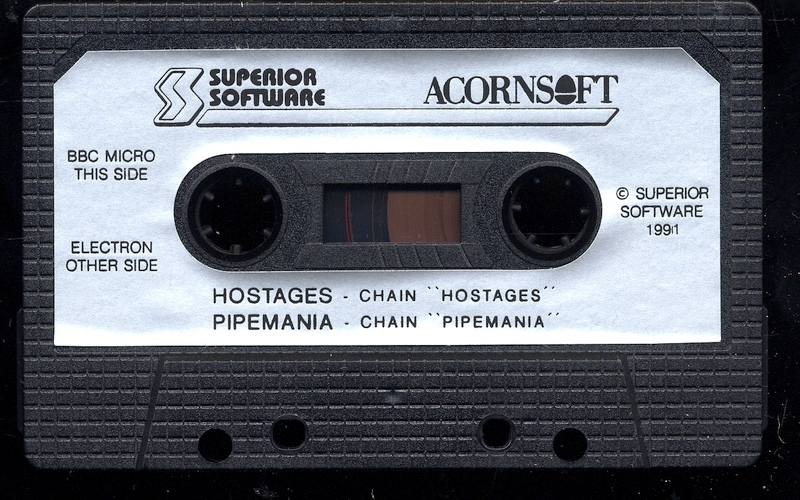 SUPERIOR
SOFTWARE
ACORNSOFT
BBC MICRO
THIS SIDE
ELECTRON
OTHER SIDE
© SUPERIOR
SOFTWARE
1991
HOSTAGES - CHAIN ``HOSTAGES´´
PIPEMANIA - CHAIN ``PIPEMANIA´´